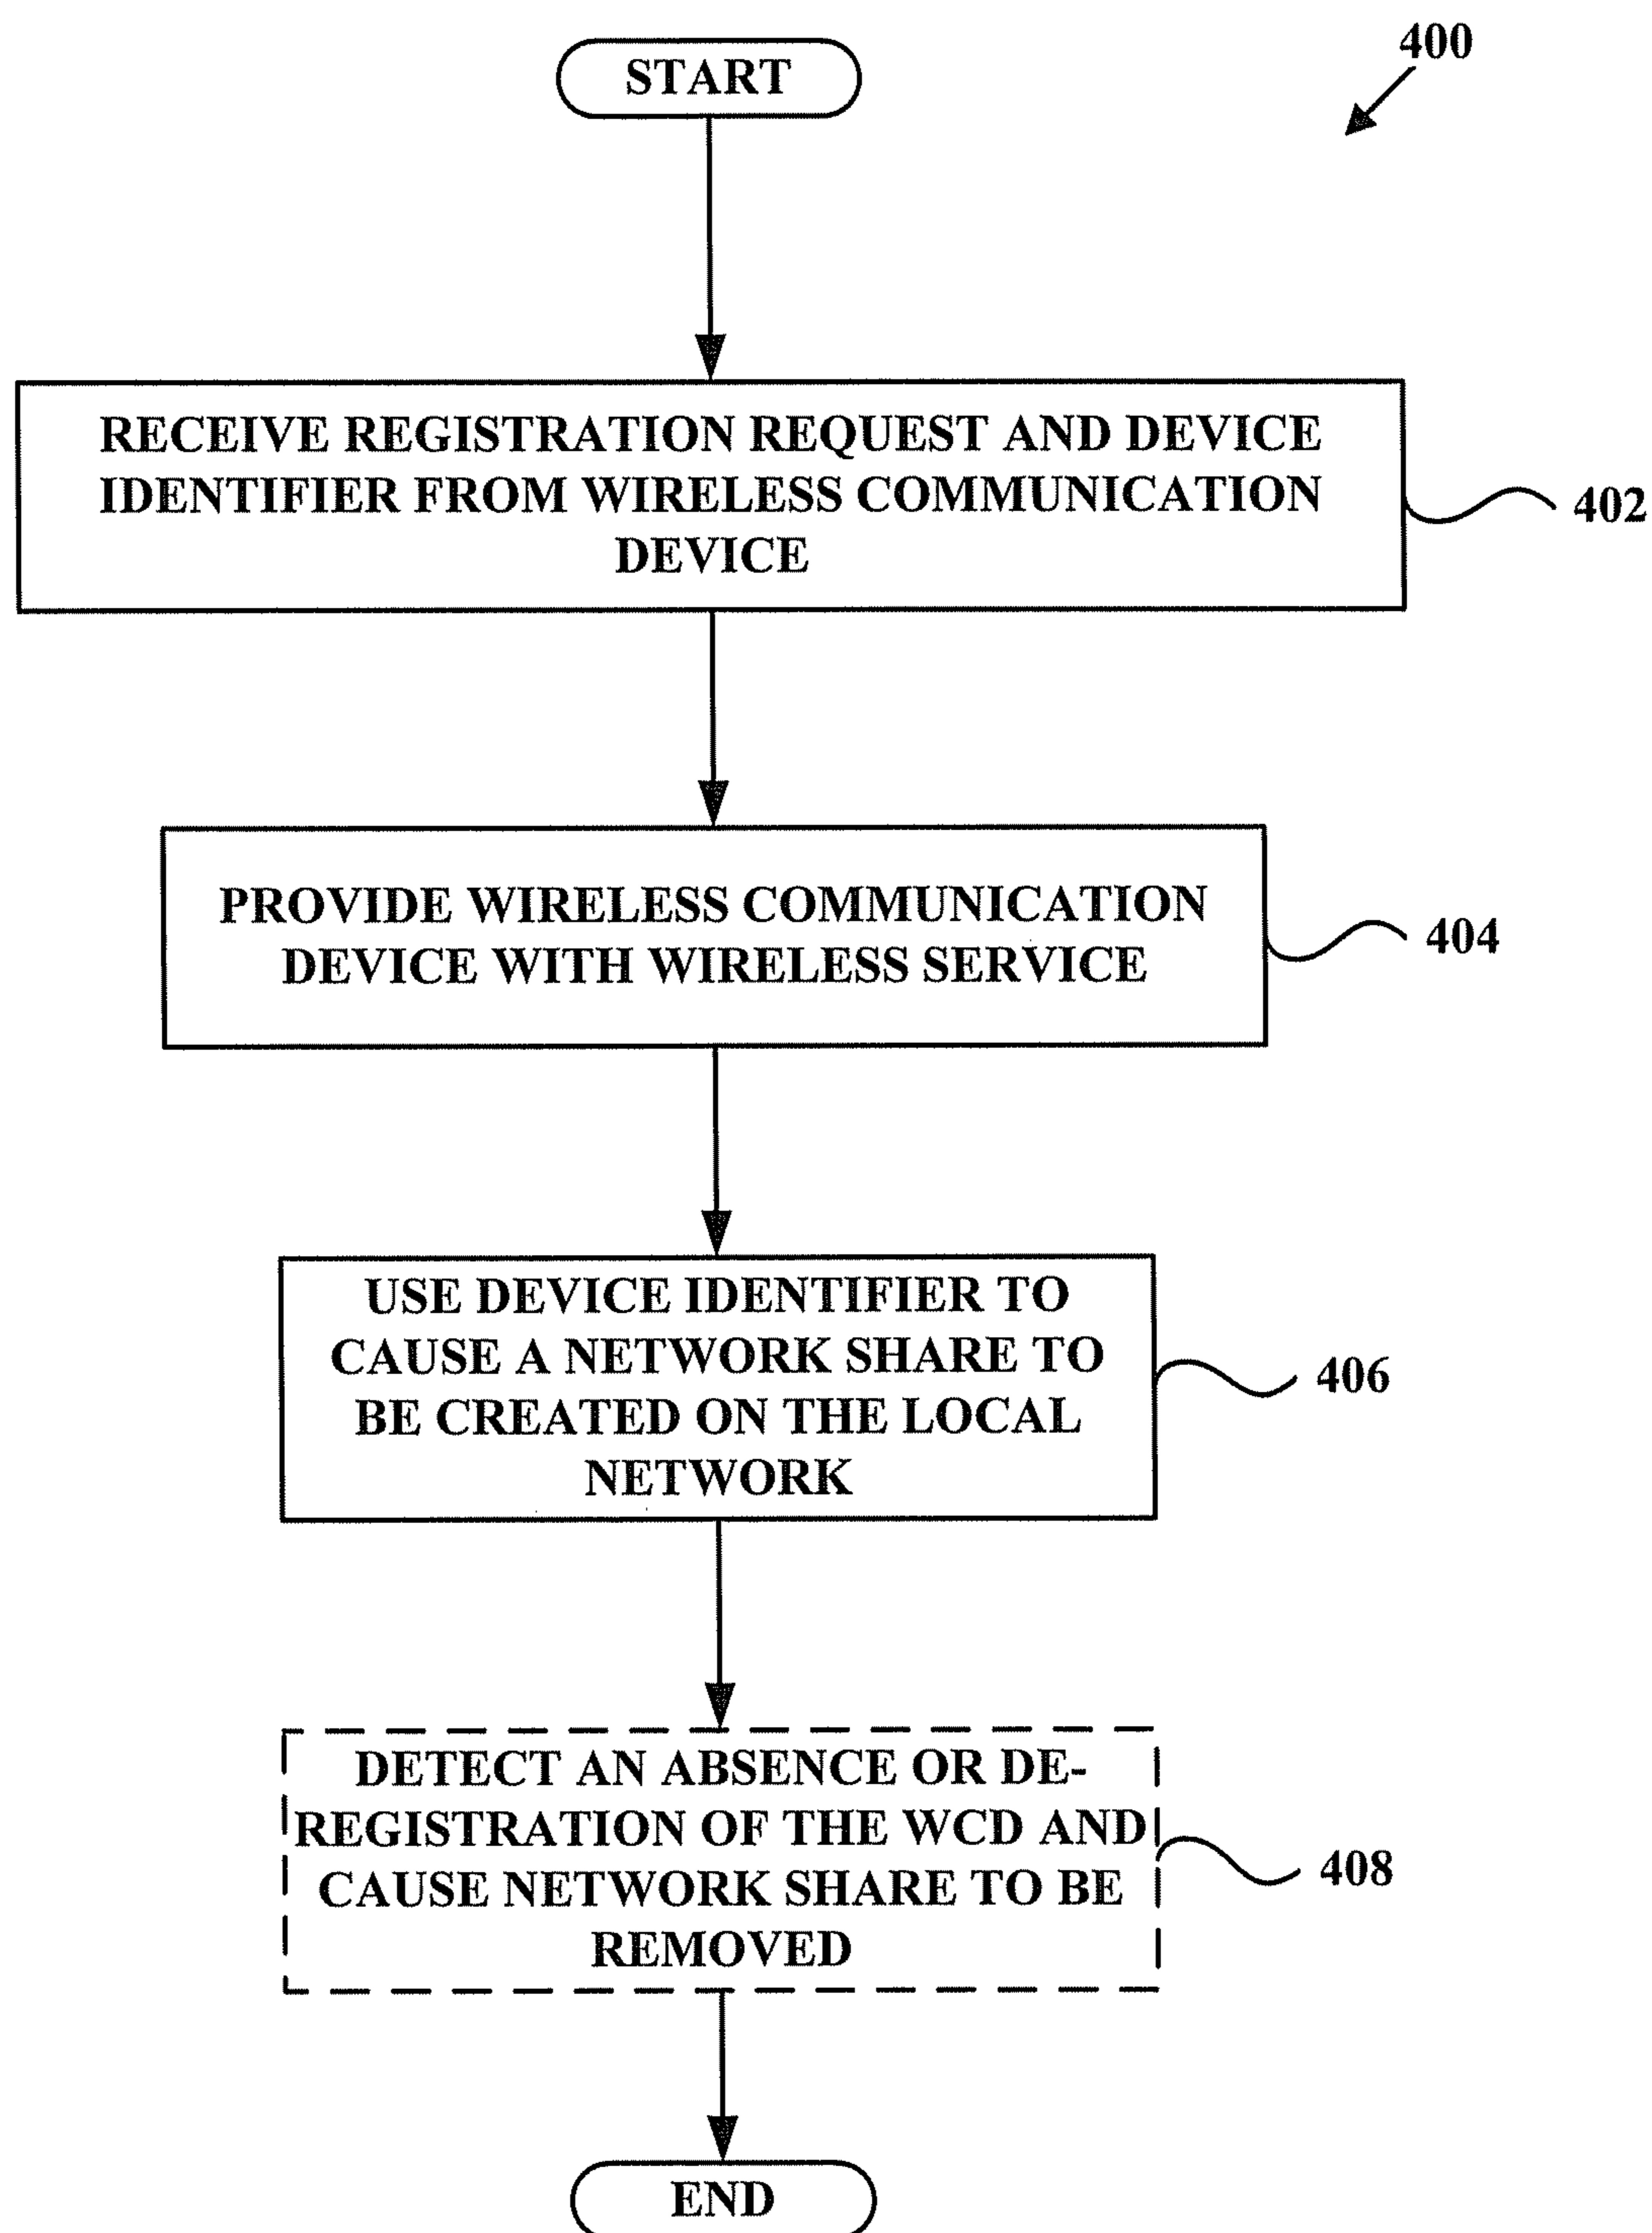 400
START
RECEIVE REGISTRATION REQUEST AND DEVICE
IDENTIFIER FROM WIRELESS COMMUNICATION
DEVICE
402
PROVIDE WIRELESS COMMUNICATION
DEVICE WITH WIRELESS SERVICE
404
USE DEVICE IDENTIFIER TO
CAUSE A NETWORK SHARE TO
BE CREATED ON THE LOCAL
NETWORK
406
DETECT AN ABSENCE OR DE-
REGISTRATION OF THE WCD AND
CAUSE NETWORK SHARE TO BE
REMOVED
408
END